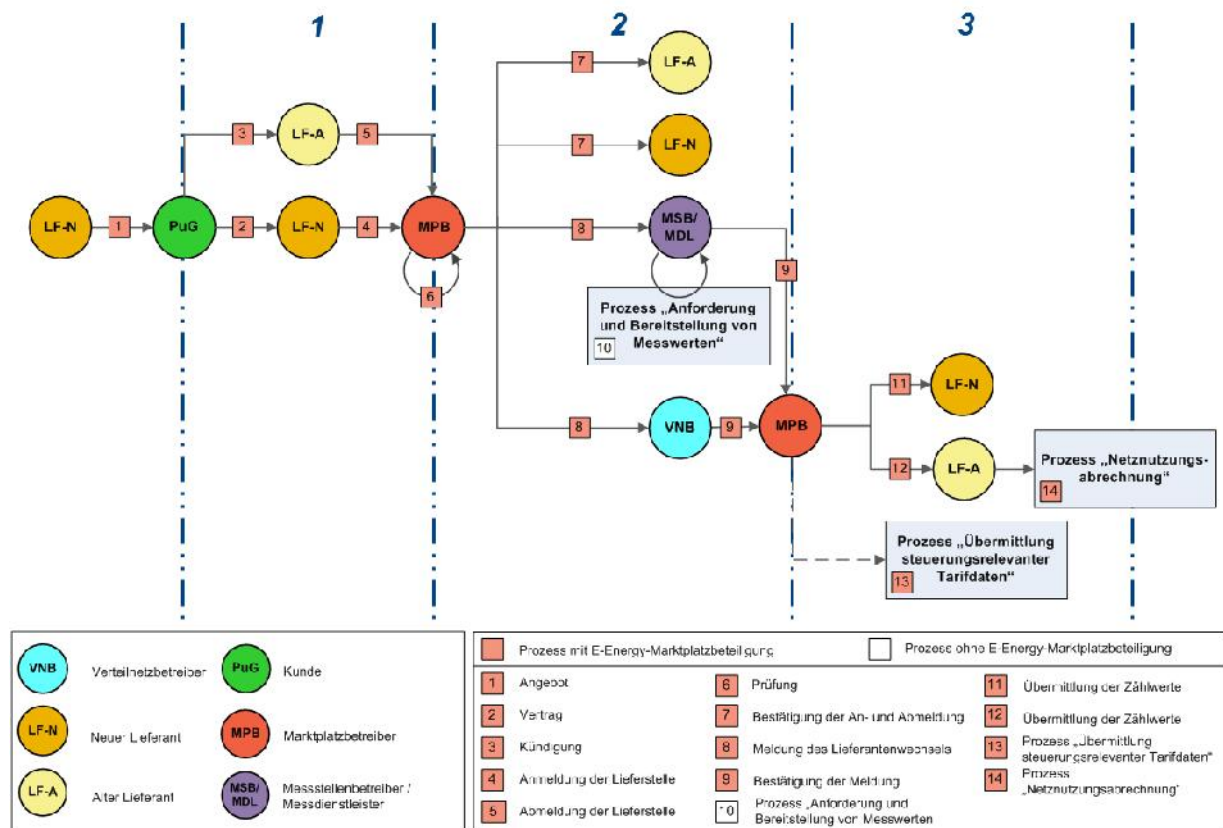 1
2
3
7
LF-A
3
LF-A
5
7
LF-N
LF-N
1
PuG
2
LF-N
4
MPB
8
MSB/
MDL
9
6
Prozess „Anforderung
und Bereitstellung von
Messwerten“
10
11
LF-N
8
VNB
9
MPB
12
LF-A
Prozess „Netznutzungs-
abrechnung“
14
Prozess „Übermittlung
steuerungsrelevanter
Tarifdaten“
13
VNB
Verteilnetzbetreiber
PuG
Kunde
LF-N
Neuer Lieferant
MPB
Marktplatzbetreiber
LF-A
Alter Lieferant
MSB/
MDL
Messstellenbetreiber /
Messdienstleister
Prozess mit E-Energy-Marktplatzbeteiligung
Prozess ohne E-Energy-Marktplatzbeteiligung
1 Angebot
2 Vertrag
3 Kündigung
4 Anmeldung der Lieferstelle
5 Abmeldung der Lieferstelle
6 Prüfung
7 Bestätigung der An- und Abmeldung
8 Meldung des Lieferantenwechsels
9 Bestätigung der Meldung
10 Prozess „Anforderung und
Bereitstellung von Messwerten
11 Übermittlung der Zählwerte
12 Übermittlung der Zählwerte
13 Prozess „Übermittlung
steuerungsrelevanter Tarifdaten“
14 Prozess
„Netznutzungsabrechnung“